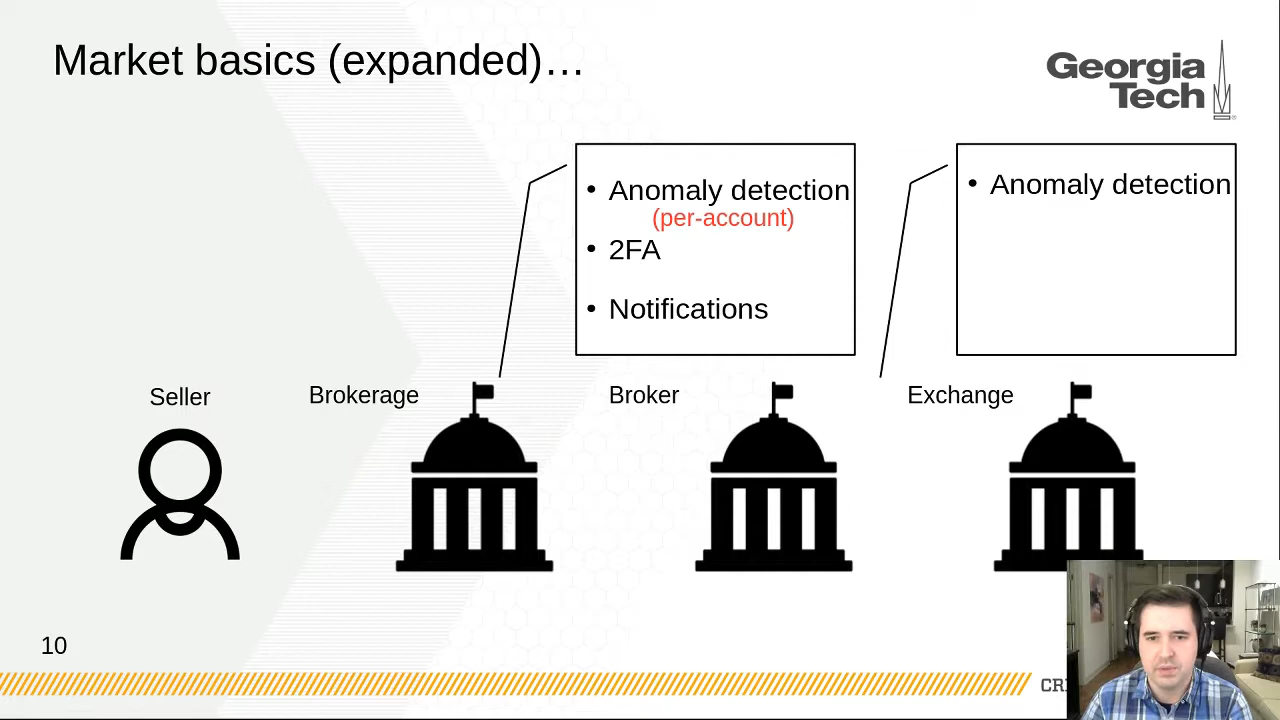 Market basics (expanded)…
Georgia
Tech
• Anomaly detection
(per-account)
• 2FA
• Notifications
• Anomaly detection
Seller
Brokerage
Broker
Exchange
10